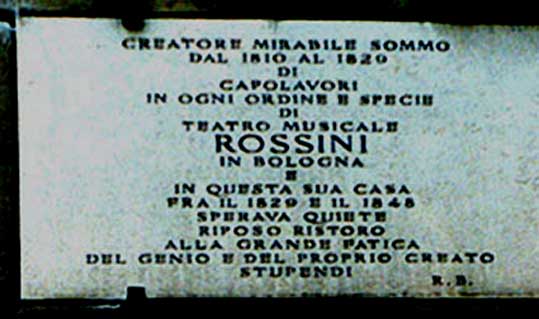 CREATORE MIRABILE SOMMO
DAL 1810 AL 1829
DI
CAPOLAVORI
IN OGNI ORDINE E SPECIE
DI
TEATRO MUSICALE
ROSSINI
IN BOLOGNA
E
IN QUESTA SUA CASA
FRA IL 1829 E IL 1848
SPERAVA QUIETE
RIPOSO RISTORO
ALLA GRANDE FATICA
DEL GENIO E DEL PROPRIO CREATO
STUPENDI
R. B.